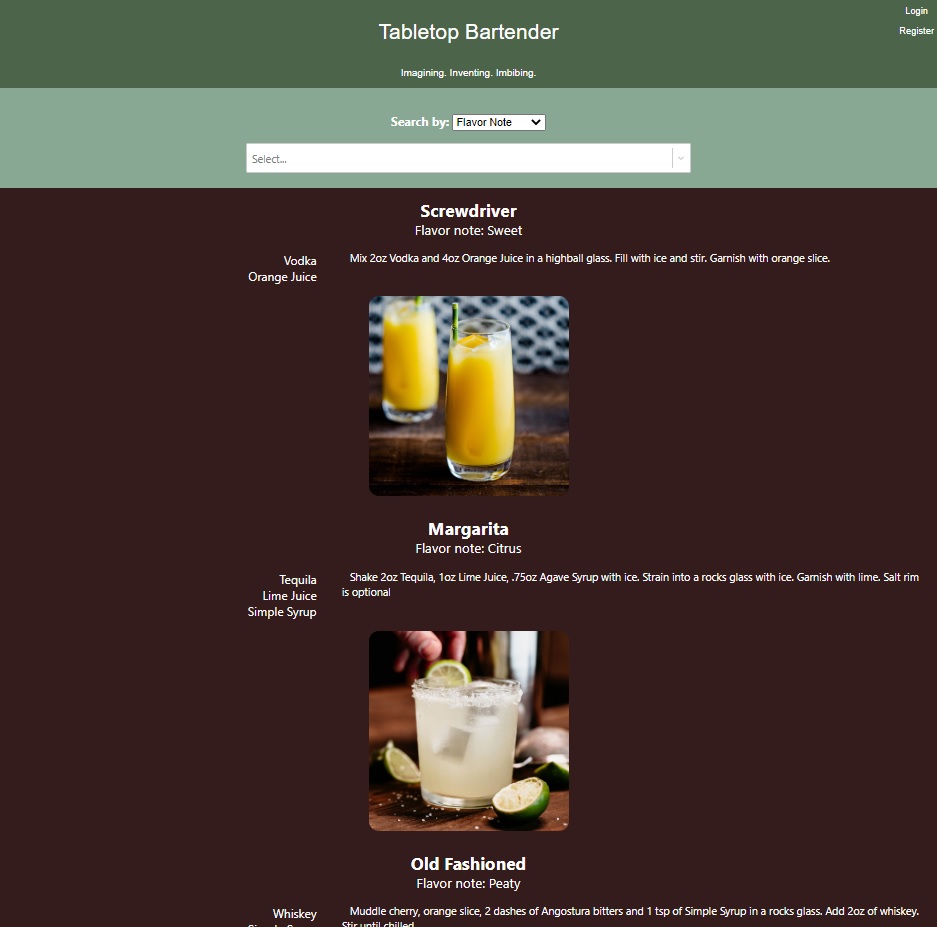 Login
Tabletop Bartender
Register
Imagining. Inventing. Imbibing.
Search by: Flavor Note
Select...
Screwdriver
Flavor note: Sweet
Vodka
Orange Juice
Mix 2oz Vodka and 4oz Orange Juice in a highball glass. Fill with ice and stir. Garnish with orange slice.
Margarita
Flavor note: Citrus
Tequila
Lime Juice
Simple Syrup
Shake 2oz Tequila, 1oz Lime Juice, .75oz Agave Syrup with ice. Strain into a rocks glass with ice. Garnish with lime. Salt rim
is optional
Old Fashioned
Flavor note: Peaty
Whiskey
Simple Syrup
Muddle cherry, orange slice, 2 dashes of Angostura bitters and 1 tsp of Simple Syrup in a rocks glass. Add 2oz of whiskey.
Stir until chilled